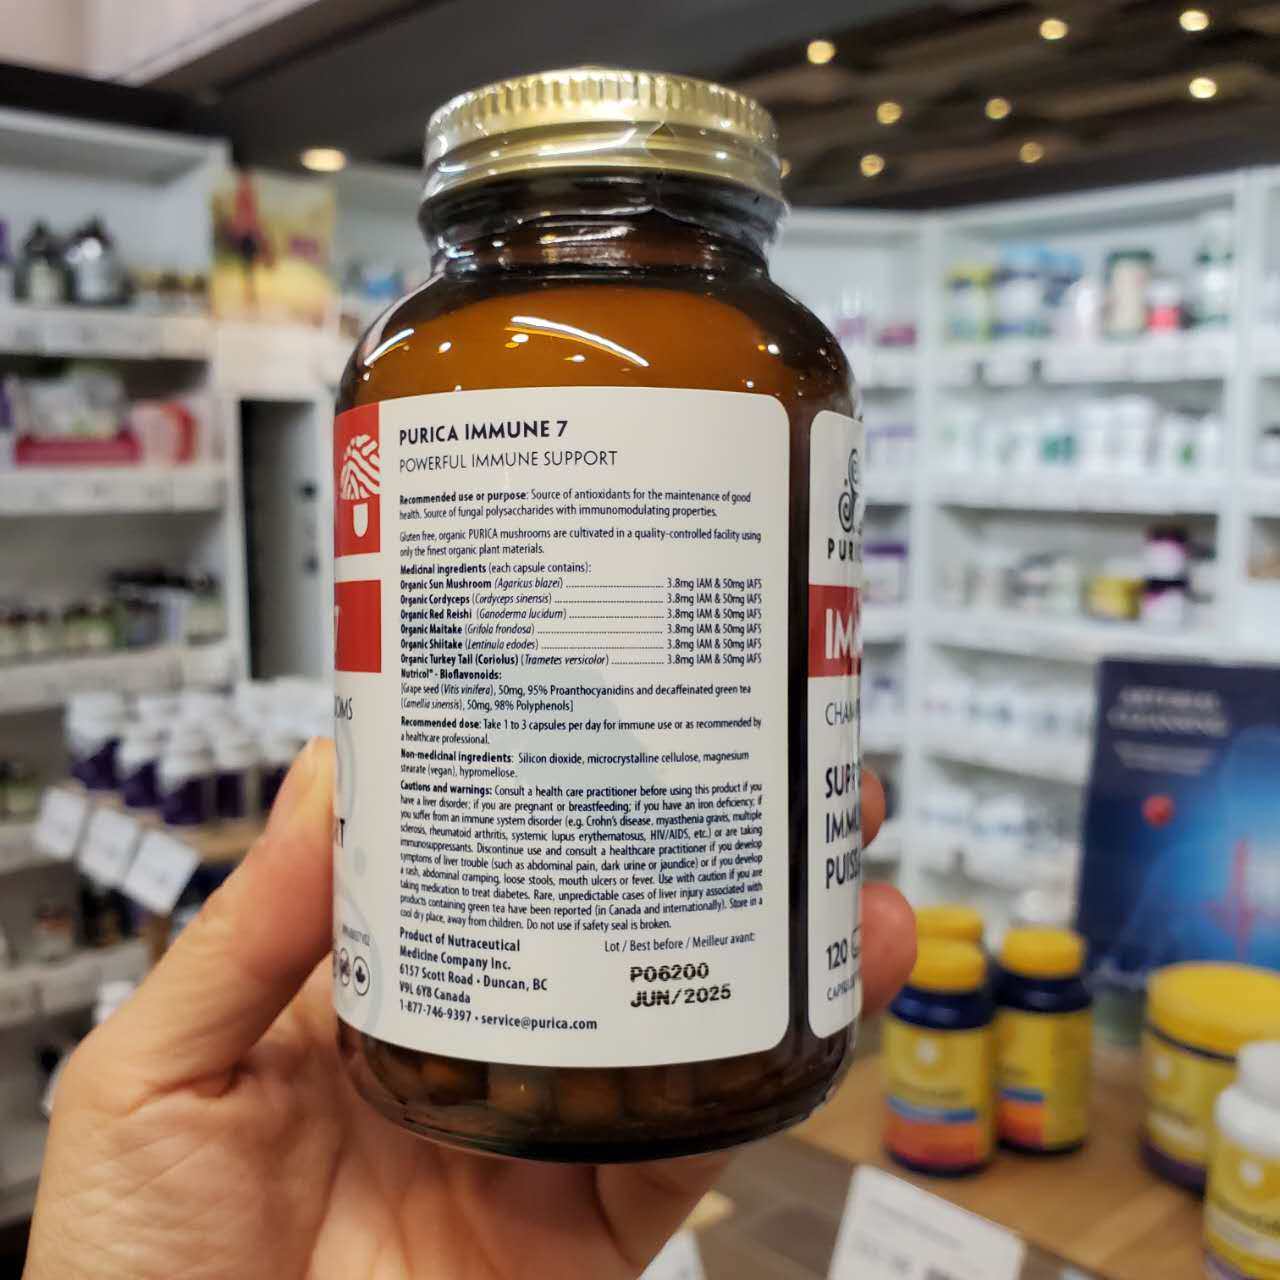 PURICA IMMUNE 7
POWERFUL IMMUNE SUPPORT
Recommended use or purpose: Source of antioxidants for the maintenance of good
health. Source of fungal polysaccharides with immunomodulating properties.
Gluten free, organic PURICA mushrooms are cultivated in a quality-controlled facility using
only the finest organic plant materials.
Medicinal ingredients (each capsule contains):
Organic Sun Mushroom (Agaricus blazei) ........ 3.8mg IAM & 50mg IAFS
Organic Cordyceps (Cordyceps sinensis) ........ 3.8mg IAM & 50mg IAFS
Organic Red Reishi (Ganoderma lucidum) ........ 3.8mg IAM & 50mg IAFS
Organic Maitake (Grifola frondosa) ........ 3.8mg IAM & 50mg IAFS
Organic Shiitake (Lentinula edodes) ........ 3.8mg IAM & 50mg IAFS
Organic Turkey Tail (Coriolus) (Trametes versicolor) ........ 3.8mg IAM & 50mg IAFS
Nutricol® - Bioflavonoids:
[Grape seed (Vitis vinifera), 50mg, 95% Proanthocyanidins and decaffeinated green tea
(Camellia sinensis), 50mg, 98% Polyphenols]
Recommended dose: Take 1 to 3 capsules per day for immune use or as recommended by
a healthcare professional.
Non-medicinal ingredients: Silicon dioxide, microcrystalline cellulose, magnesium
stearate (vegan), hypromellose.
Cautions and warnings: Consult a health care practitioner before using this product if you
have a liver disorder; if you are pregnant or breastfeeding; if you have an iron deficiency; if
you suffer from an immune system disorder (e.g. Crohn's disease, myasthenia gravis, multiple
sclerosis, rheumatoid arthritis, systemic lupus erythematosus, HIV/AIDS, etc.) or are taking
immunosuppressants. Discontinue use and consult a healthcare practitioner if you develop
symptoms of liver trouble (such as abdominal pain, dark urine or jaundice) or if you develop
a rash, abdominal cramping, loose stools, mouth ulcers or fever. Use with caution if you are
taking medication to treat diabetes. Rare, unpredictable cases of liver injury associated with
products containing green tea have been reported (in Canada and internationally). Store in a
cool dry place, away from children. Do not use if safety seal is broken.
Product of Nutraceutical
Medicine Company Inc.
6157 Scott Road • Duncan, BC
V9L 6Y8 Canada
1-877-746-9397 • service@purica.com
Lot / Best before / Meilleur avant:
P06200
JUN/2025
PURIC
IM
CHAM
SUPP
IMMU
PUISS
120